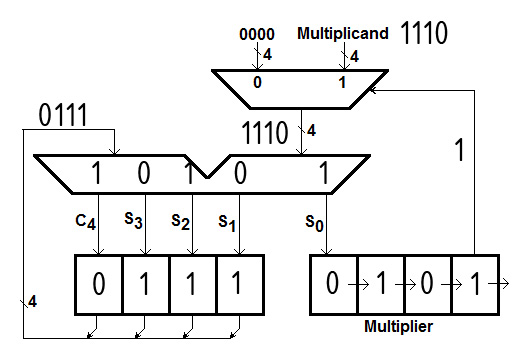 0000 Multiplicand 1110
4 4
0 1
0111
1110 4
1
1 0 1 0 1
C4 S3 S2 S1 S0
0 1 1 1 0 1 0 1
4
Multiplier